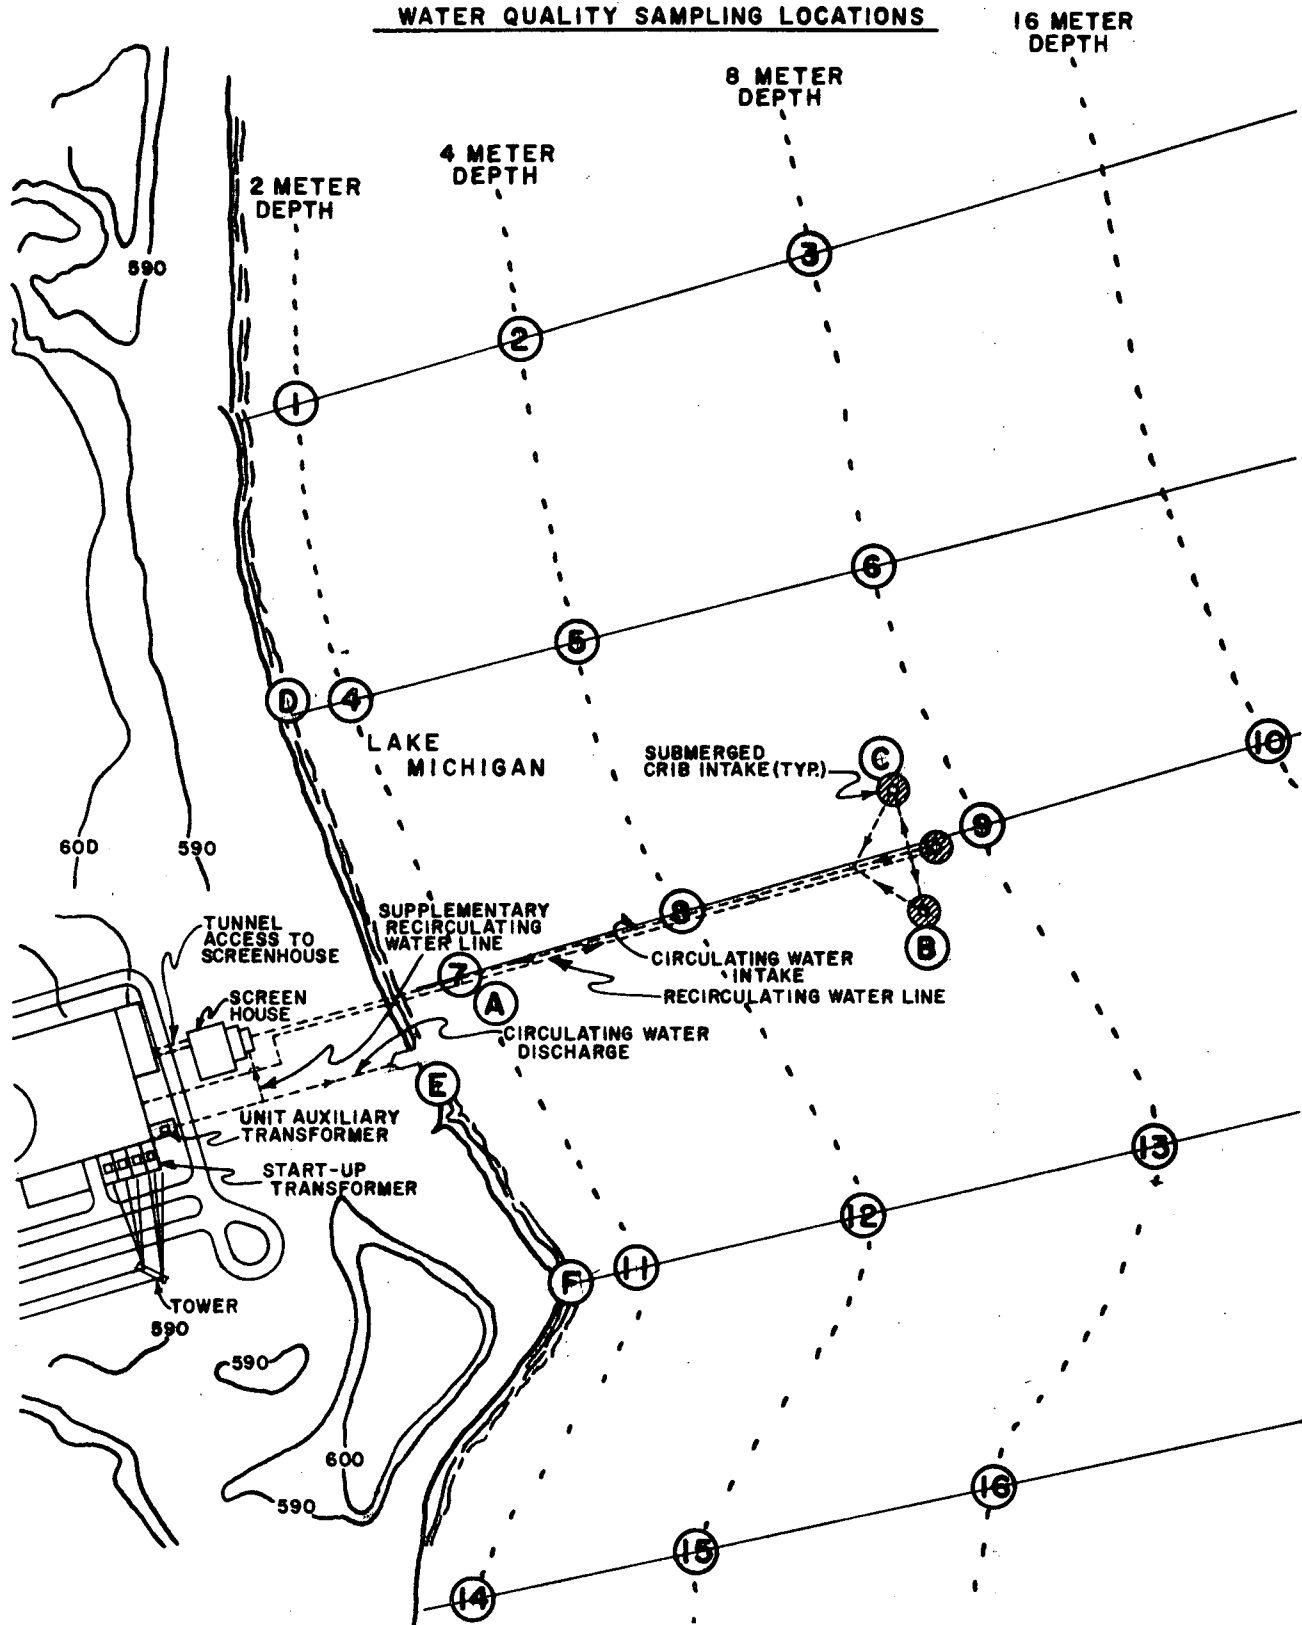 WATER QUALITY SAMPLING LOCATIONS
16 METER
DEPTH
8 METER
DEPTH
4 METER
DEPTH
2 METER
DEPTH
590
3
2
1
6
5
D
4
LAKE
MICHIGAN
SUBMERGED
CRIB INTAKE (TYP.)
C
10
9
60D
590
8
B
TUNNEL
ACCESS TO
SCREENHOUSE
SUPPLEMENTARY
RECIRCULATING
WATER LINE
CIRCULATING WATER
INTAKE
RECIRCULATING WATER LINE
7
A
SCREEN
HOUSE
CIRCULATING WATER
DISCHARGE
E
UNIT AUXILIARY
TRANSFORMER
START-UP
TRANSFORMER
13
12
11
F
TOWER
590
590
600
590
16
15
14